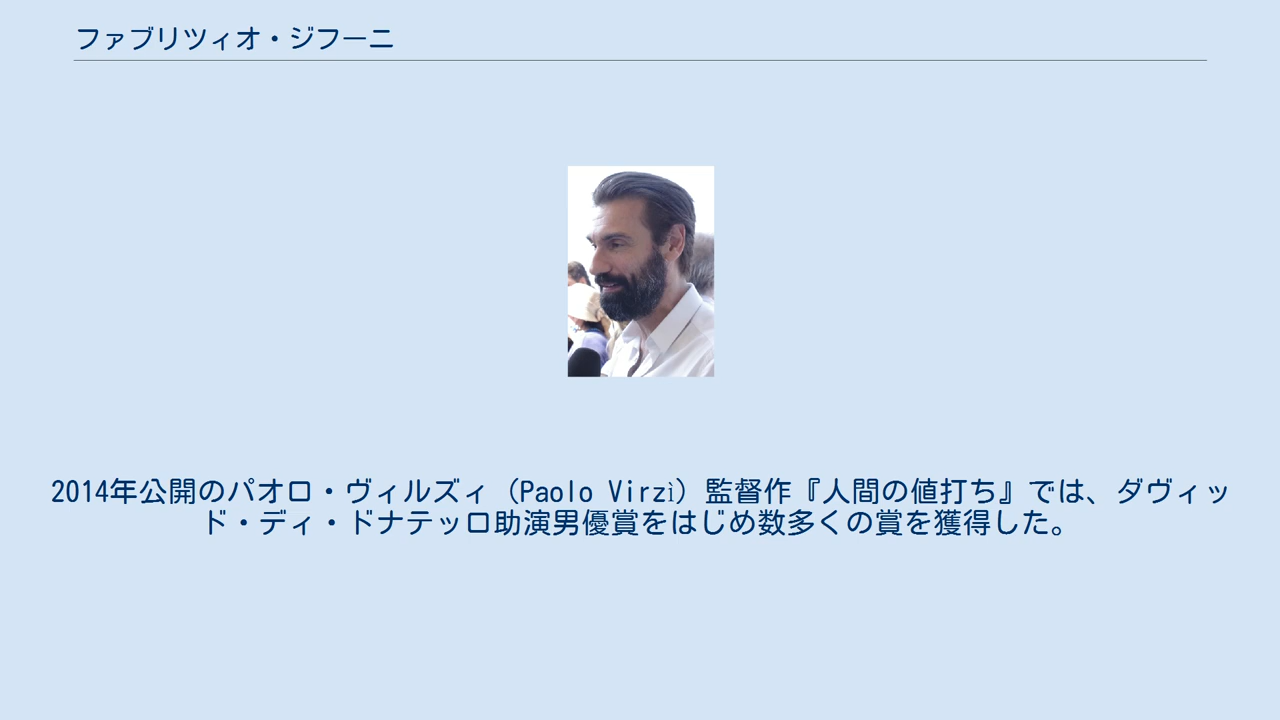 ファブリツィオ・ジフーニ
2014年公開のパオロ・ヴィルズィ（Paolo Virzì）監督作『人間の値打ち』では、ダヴィッ
ド・ディ・ドナテッロ助演男優賞をはじめ数多くの賞を獲得した。